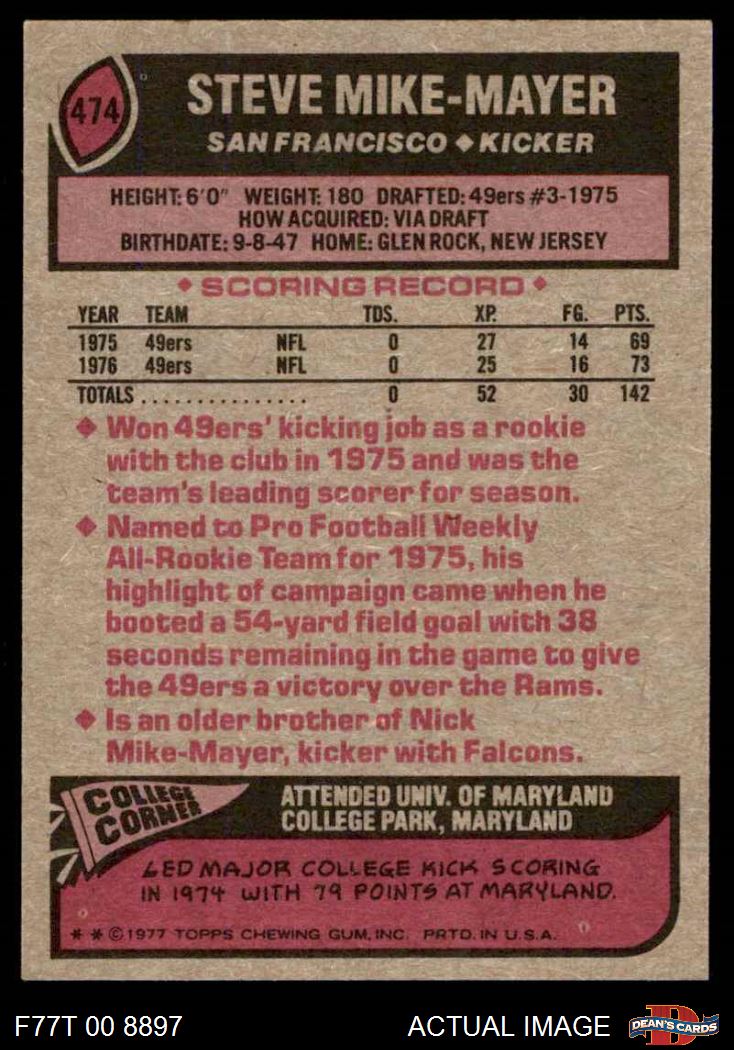 474
STEVE MIKE-MAYER
SAN FRANCISCO ◆ KICKER
HEIGHT: 6'0" WEIGHT: 180 DRAFTED: 49ers #3-1975
HOW ACQUIRED: VIA DRAFT
BIRTHDATE: 9-8-47 HOME: GLEN ROCK, NEW JERSEY
◆ SCORING RECORD ◆
YEAR TEAM TDS. XP. FG. PTS.
1975 49ers NFL 0 27 14 69
1976 49ers NFL 0 25 16 73
TOTALS ............... 0 52 30 142
◆ Won 49ers' kicking job as a rookie
with the club in 1975 and was the
team's leading scorer for season.
◆ Named to Pro Football Weekly
All-Rookie Team for 1975, his
highlight of campaign came when he
booted a 54-yard field goal with 38
seconds remaining in the game to give
the 49ers a victory over the Rams.
◆ Is an older brother of Nick
Mike-Mayer, kicker with Falcons.
COLLEGE
CORNER
ATTENDED UNIV. OF MARYLAND
COLLEGE PARK, MARYLAND
LED MAJOR COLLEGE KICK SCORING
IN 1974 WITH 79 POINTS AT MARYLAND.
* * © 1977 TOPPS CHEWING GUM, INC. PRTD. IN U.S.A.
F77T 00 8897
ACTUAL IMAGE
D
DEAN'S CARDS